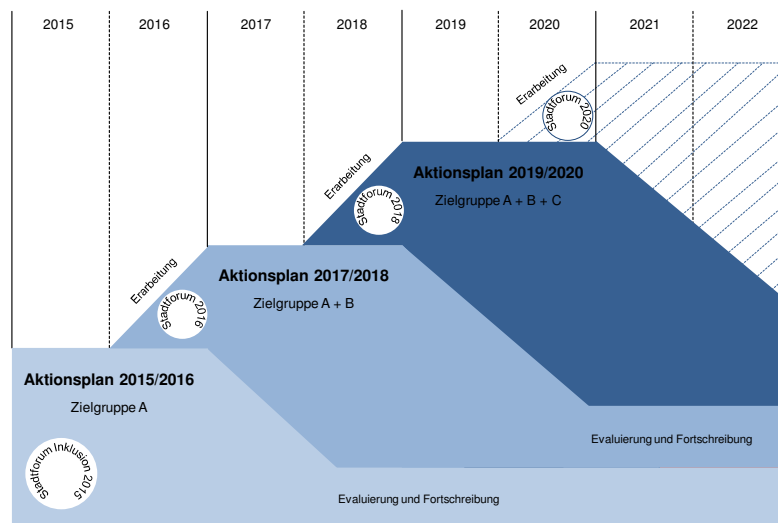 2015 2016 2017 2018 2019 2020 2021 2022
Erarbeitung
Stadtforum 2020
Erarbeitung
Stadtforum 2018
Aktionsplan 2019/2020
Zielgruppe A + B + C
Erarbeitung
Stadtforum 2016
Aktionsplan 2017/2018
Zielgruppe A + B
Aktionsplan 2015/2016
Zielgruppe A
Stadtforum Inklusion 2015
Evaluierung und Fortschreibung
Evaluierung und Fortschreibung